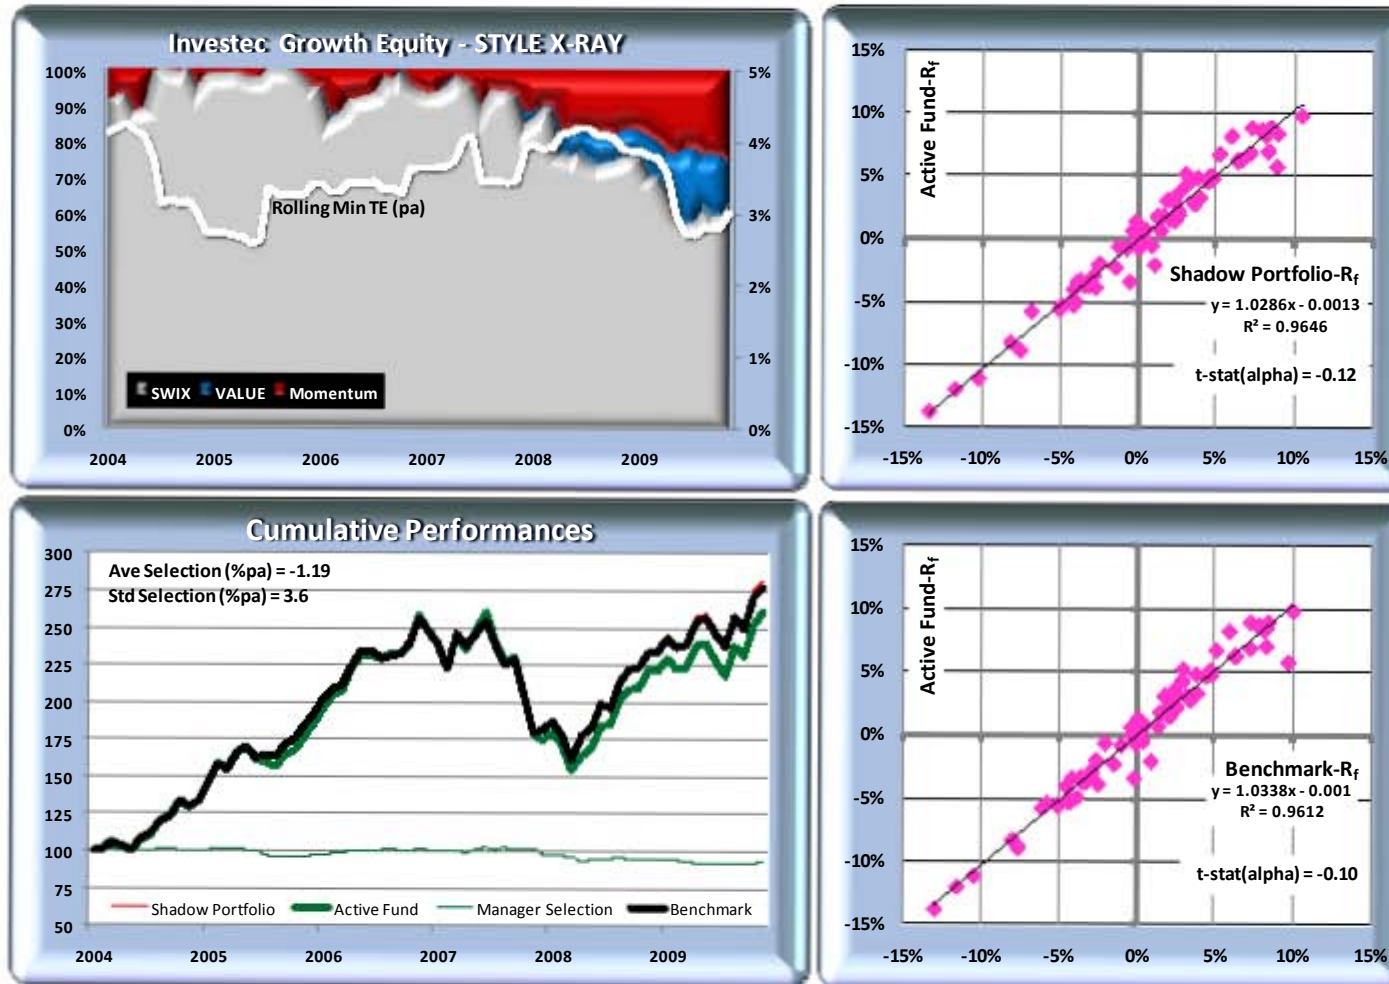 Investec Growth Equity - STYLE X-RAY
100%
90%
80%
70%
60%
50%
40%
30%
20%
10%
0%
5%
4%
3%
2%
1%
0%
Rolling Min TE (pa)
SWIX VALUE Momentum
2004 2005 2006 2007 2008 2009
15%
10%
5%
0%
-5%
-10%
-15%
Active Fund-Rf
Shadow Portfolio-Rf
y = 1.0286x - 0.0013
R² = 0.9646
t-stat(alpha) = -0.12
-15% -10% -5% 0% 5% 10% 15%
Cumulative Performances
300
275
250
225
200
175
150
125
100
75
50
Ave Selection (%pa) = -1.19
Std Selection (%pa) = 3.6
Shadow Portfolio Active Fund Manager Selection Benchmark
2004 2005 2006 2007 2008 2009
15%
10%
5%
0%
-5%
-10%
-15%
Active Fund-Rf
Benchmark-Rf
y = 1.0338x - 0.001
R² = 0.9612
t-stat(alpha) = -0.10
-15% -10% -5% 0% 5% 10% 15%